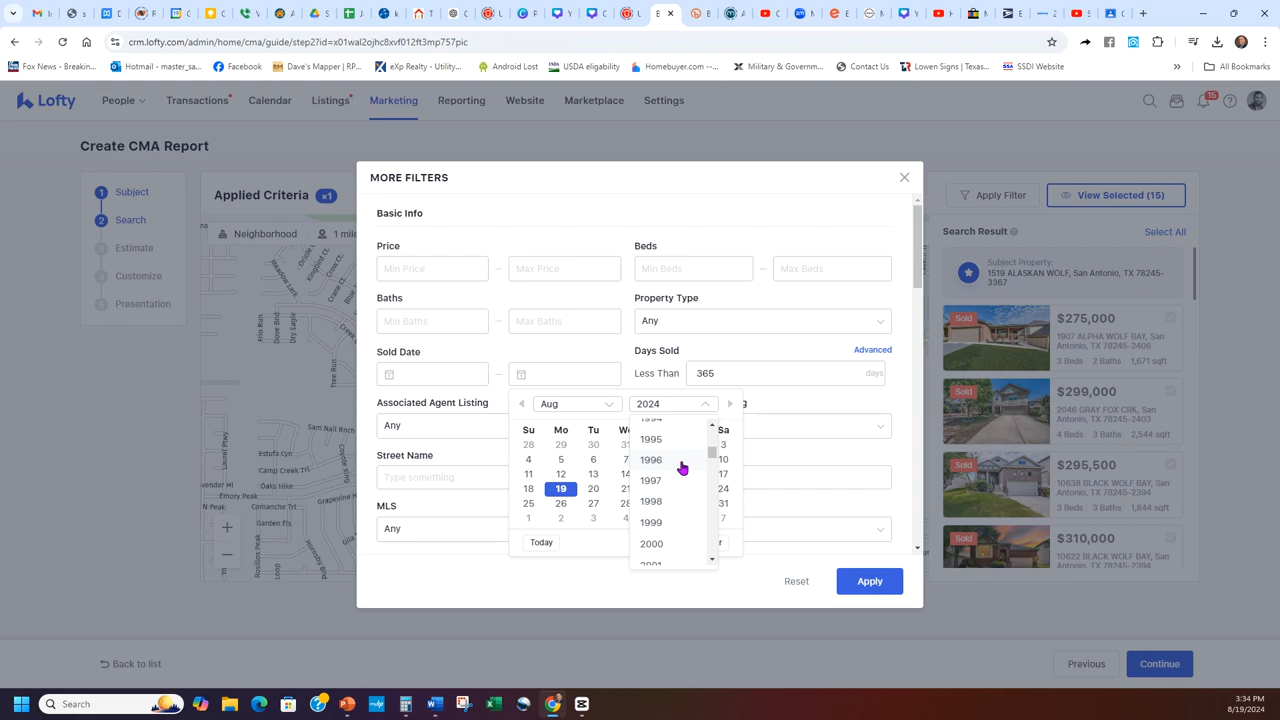 crm.lofty.com/admin/home/cma/guide/step2?id=x01wal2ojhc8xvf012ft3mp757pic
Fox News - Breakin...
Hotmail - master_sa...
Facebook
Dave's Mapper | RP...
eXp Realty - Utility...
Android Lost
USDA eligibility
Homebuyer.com --...
Military & Governm...
Contact Us
Lowen Signs | Texas...
SSDI Website
All Bookmarks
Lofty
People
Transactions
Calendar
Listings
Marketing
Reporting
Website
Marketplace
Settings
15
Create CMA Report
1 Subject
2 Search
3 Estimate
4 Customize
5 Presentation
Applied Criteria ×1
Neighborhood
1 mile
MORE FILTERS
Basic Info
Price
Beds
Min Price – Max Price
Min Beds – Max Beds
Baths
Property Type
Min Baths – Max Baths
Any
Sold Date
Days Sold
Advanced
Less Than 365 days
Associated Agent Listing
Any
Street Name
Type something
MLS
Any
Aug
2024
Su Mo Tu We Sa
28 29 30 31 3
4 5 6 7 10
11 12 13 14 17
18 19 20 21 24
25 26 27 28 31
1 2 3 4 7
Today
1994
1995
1996
1997
1998
1999
2000
2001
Reset
Apply
Apply Filter
View Selected (15)
Search Result
Select All
Subject Property:
1519 ALASKAN WOLF, San Antonio, TX 78245-
3367
Sold
$275,000
1907 ALPHA WOLF BAY, San
Antonio, TX 78245-2406
3 Beds 2 Baths 1,671 sqft
Sold
$299,000
2046 GRAY FOX CRK, San
Antonio, TX 78245
4 Beds 3 Baths 2,544 sqft
Sold
$295,500
10638 BLACK WOLF BAY, San
Antonio, TX 78245-2394
3 Beds 3 Baths 1,644 sqft
Sold
$310,000
10622 BLACK WOLF BAY, San
Antonio, TX 78245-2394
Back to list
Previous
Continue
Search
3:34 PM
8/19/2024